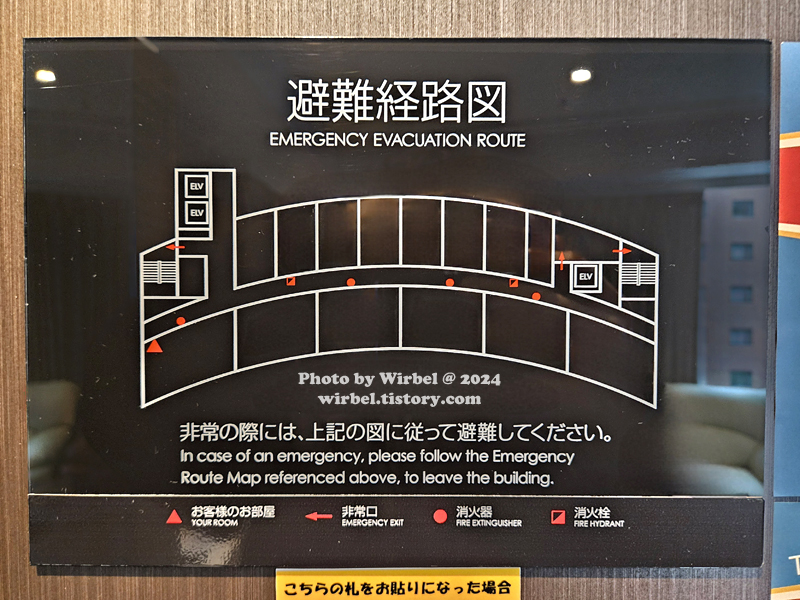 避難経路図
EMERGENCY EVACUATION ROUTE
ELV
ELV
ELV
Photo by Wirbel @ 2024
wirbel.tistory.com
非常の際には、上記の図に従って避難してください。
In case of an emergency, please follow the Emergency
Route Map referenced above, to leave the building.
お客様のお部屋 非常口 消火器 消火栓
YOUR ROOM EMERGENCY EXIT FIRE EXTINGUISHER FIRE HYDRANT
こちらの札をお貼りになった場合
T